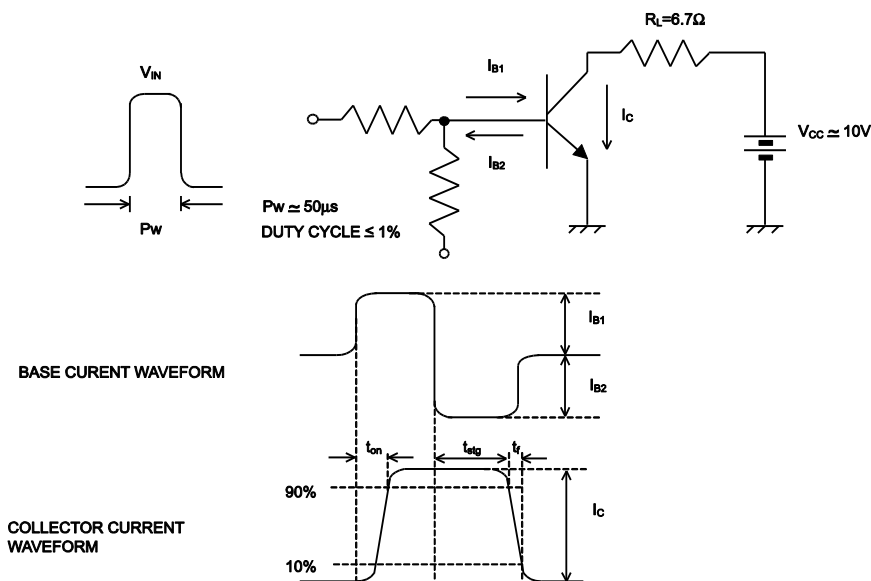 RL=6.7Ω
VIN
IB1
IC
VCC ≃ 10V
IB2
Pw ≃ 50μs
DUTY CYCLE ≤ 1%
Pw
IB1
BASE CURENT WAVEFORM
IB2
ton
tstg
tf
90%
IC
COLLECTOR CURRENT
WAVEFORM
10%